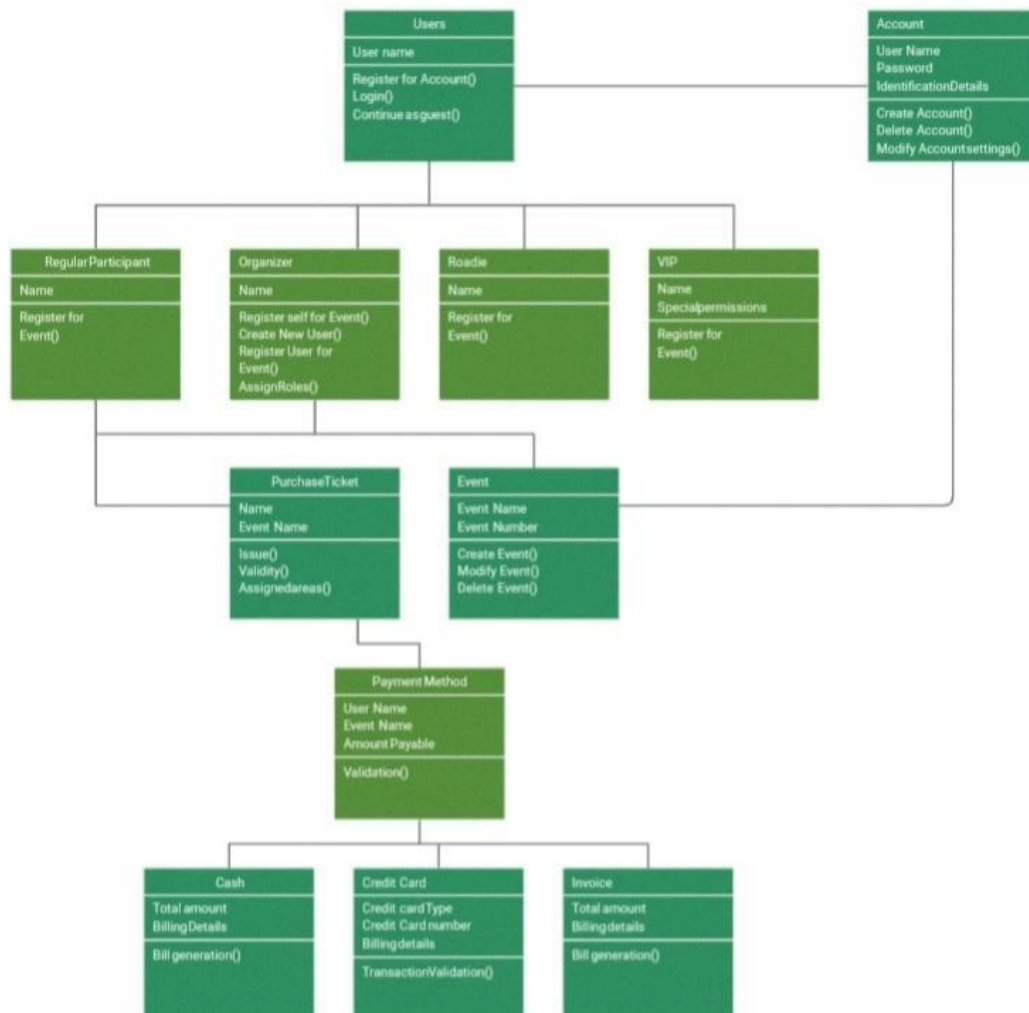 Users
User name
Register for Account()
Login()
Continue asguest()
Account
User Name
Password
IdentificationDetails
Create Account()
Delete Account()
Modify Accountsettings()
RegularParticipant
Name
Register for
Event()
Organizer
Name
Register self for Event()
Create New User()
Register User for
Event()
AssignRoles()
Roadie
Name
Register for
Event()
VIP
Name
Specialpermissions
Register for
Event()
PurchaseTicket
Name
Event Name
Issue()
Validity()
Assignedareas()
Event
Event Name
Event Number
Create Event()
Modify Event()
Delete Event()
Payment Method
User Name
Event Name
Amount Payable
Validation()
Cash
Total amount
BillingDetails
Bill generation()
Credit Card
Credit cardType
Credit Card number
Billingdetails
TransactionValidation()
Invoice
Total amount
Billingdetails
Bill generation()